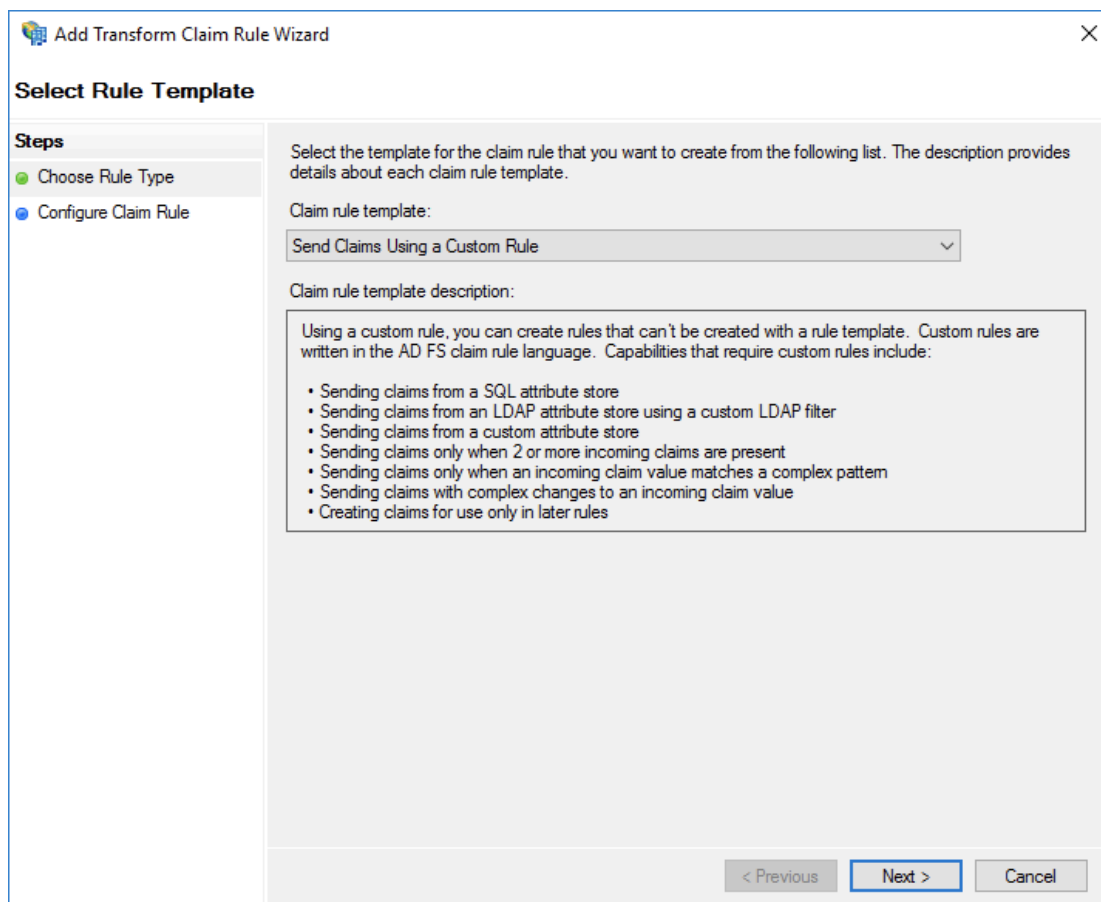 Add Transform Claim Rule Wizard
Select Rule Template
Steps
Choose Rule Type
Configure Claim Rule
Select the template for the claim rule that you want to create from the following list. The description provides
details about each claim rule template.
Claim rule template:
Send Claims Using a Custom Rule
Claim rule template description:
Using a custom rule, you can create rules that can't be created with a rule template. Custom rules are
written in the AD FS claim rule language. Capabilities that require custom rules include:
• Sending claims from a SQL attribute store
• Sending claims from an LDAP attribute store using a custom LDAP filter
• Sending claims from a custom attribute store
• Sending claims only when 2 or more incoming claims are present
• Sending claims only when an incoming claim value matches a complex pattern
• Sending claims with complex changes to an incoming claim value
• Creating claims for use only in later rules
< Previous
Next >
Cancel